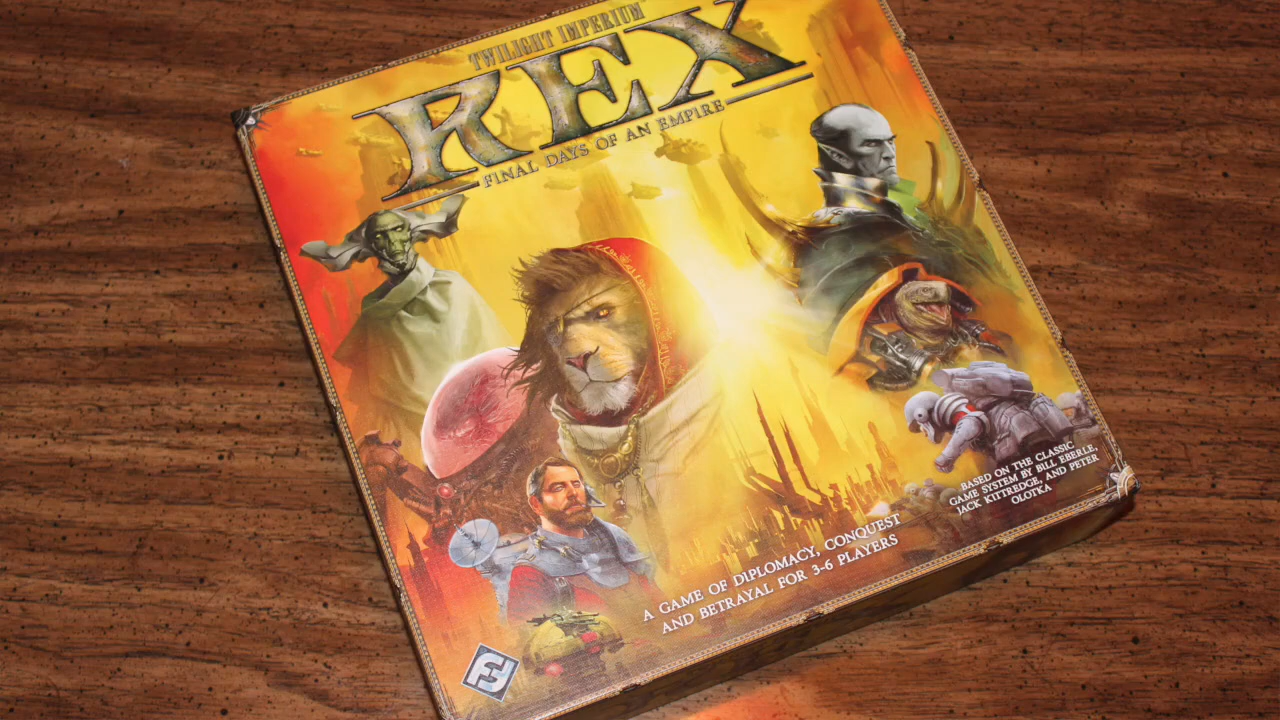 TWILIGHT IMPERIUM
REX
FINAL DAYS OF AN EMPIRE
BASED ON THE CLASSIC
GAME SYSTEM BY BILL EBERLE,
JACK KITTREDGE, AND PETER
OLOTKA
A GAME OF DIPLOMACY, CONQUEST
AND BETRAYAL FOR 3-6 PLAYERS
FF